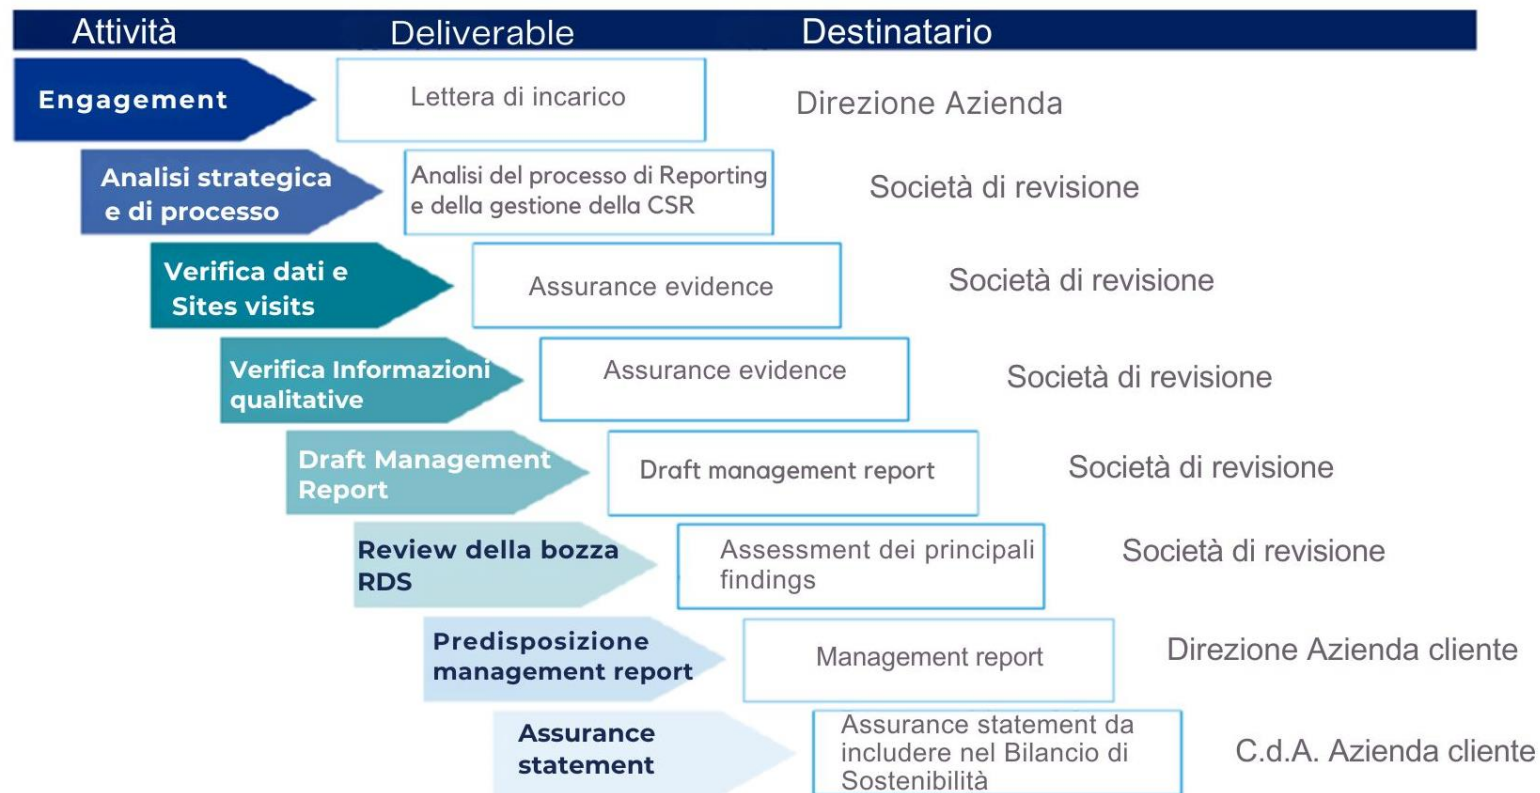 Attività Deliverable Destinatario
Engagement Lettera di incarico Direzione Azienda
Analisi strategica
e di processo
Analisi del processo di Reporting
e della gestione della CSR
Società di revisione
Verifica dati e
Sites visits
Assurance evidence
Società di revisione
Verifica Informazioni
qualitative
Assurance evidence
Società di revisione
Draft Management
Report
Draft management report
Società di revisione
Review della bozza
RDS
Assessment dei principali
findings
Società di revisione
Predisposizione
management report
Management report
Direzione Azienda cliente
Assurance
statement
Assurance statement da
includere nel Bilancio di
Sostenibilità
C.d.A. Azienda cliente